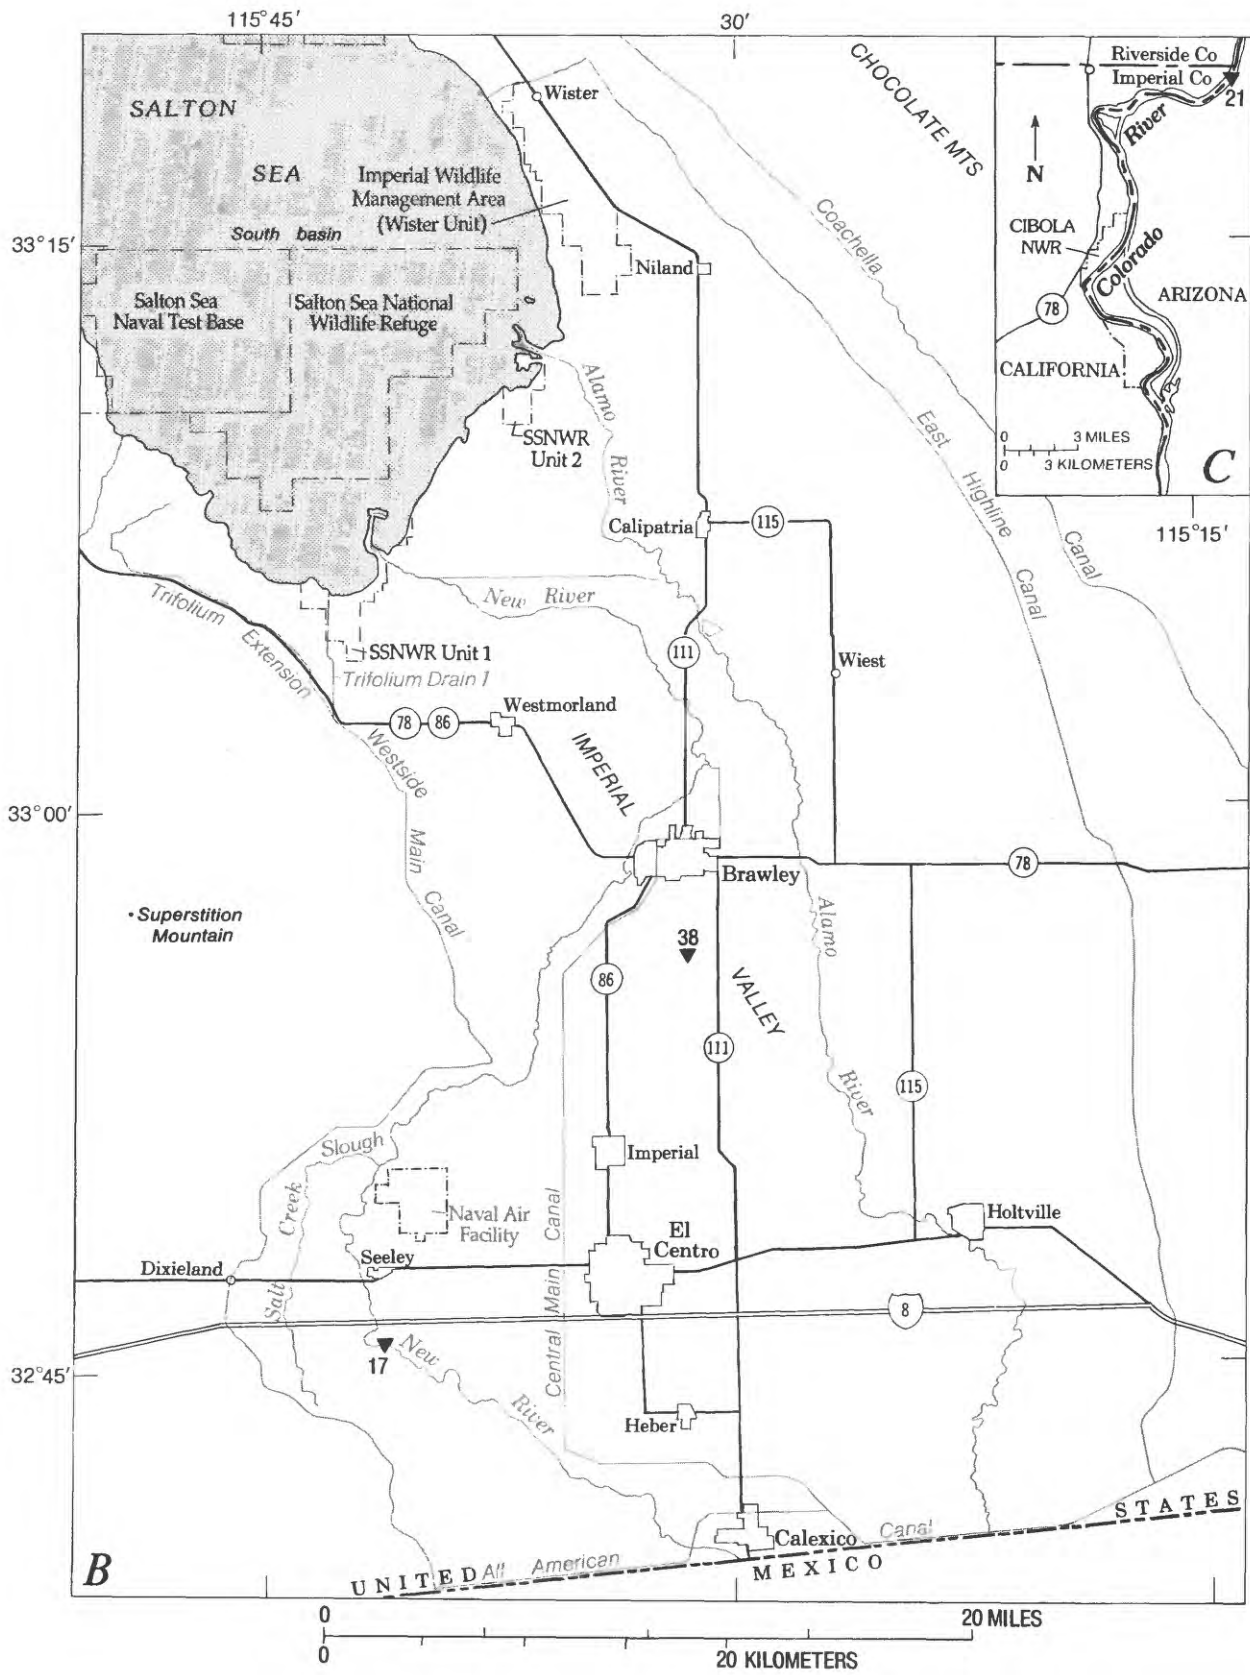 115°45′
30′
SALTON
SEA
Wister
Imperial Wildlife
Management Area
(Wister Unit)
South basin
33°15′
Niland
Salton Sea
Naval Test Base
Salton Sea National
Wildlife Refuge
CHOCOLATE MTS
Coachella
Canal
East
Highline
Canal
Riverside Co
Imperial Co
21
River
N
CIBOLA
NWR
Colorado
ARIZONA
78
CALIFORNIA
0 3 MILES
0 3 KILOMETERS
C
115°15′
Alamo
River
SSNWR
Unit 2
Calipatria
115
New River
Trifolium
Extension
SSNWR Unit 1
Trifolium Drain 1
111
Wiest
78
86
Westmorland
Westside
Main
Canal
IMPERIAL
33°00′
Brawley
78
Superstition
Mountain
Alamo
38
86
VALLEY
111
River
115
Slough
Imperial
Creek
Naval Air
Facility
Canal
El
Centro
Holtville
Dixieland
Seeley
Salt
Main
8
17
New
Central
32°45′
River
Heber
Calexico
Canal
STATES
B
UNITED
All American
MEXICO
0 20 MILES
0 20 KILOMETERS